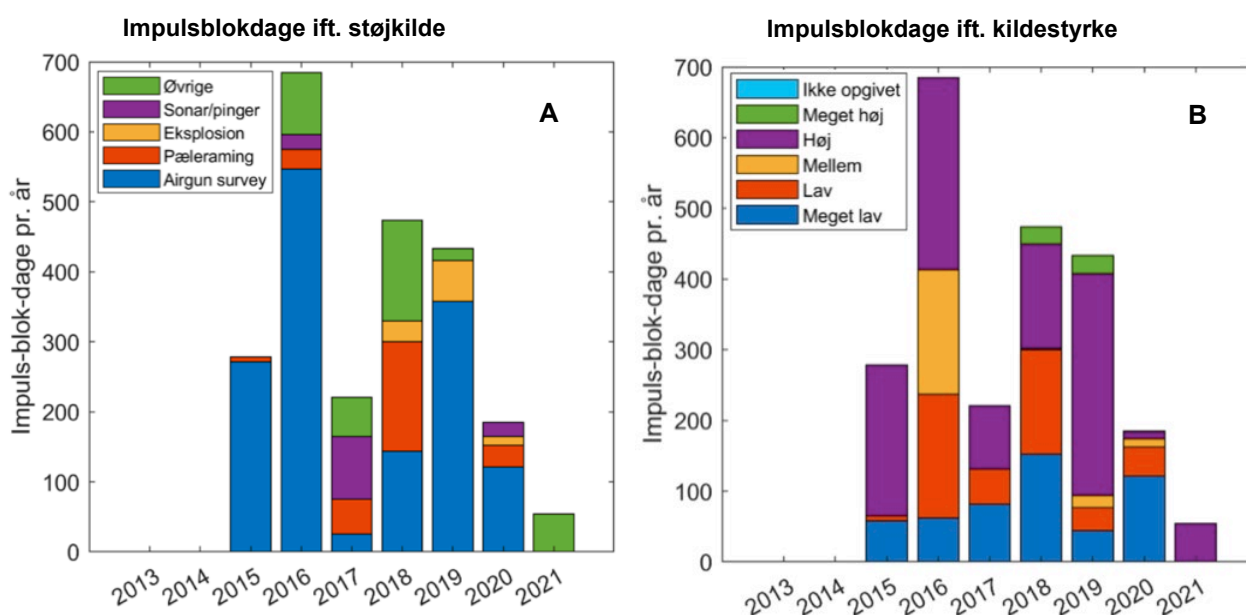 Impulsblokdage ift. støjkilde
Impuls-blok-dage pr. år
700
600
500
400
300
200
100
0
Øvrige
Sonar/pinger
Eksplosion
Pæleraming
Airgun survey
A
2013 2014 2015 2016 2017 2018 2019 2020 2021
Impulsblokdage ift. kildestyrke
Impuls-blok-dage pr. år
700
600
500
400
300
200
100
0
Ikke opgivet
Meget høj
Høj
Mellem
Lav
Meget lav
B
2013 2014 2015 2016 2017 2018 2019 2020 2021